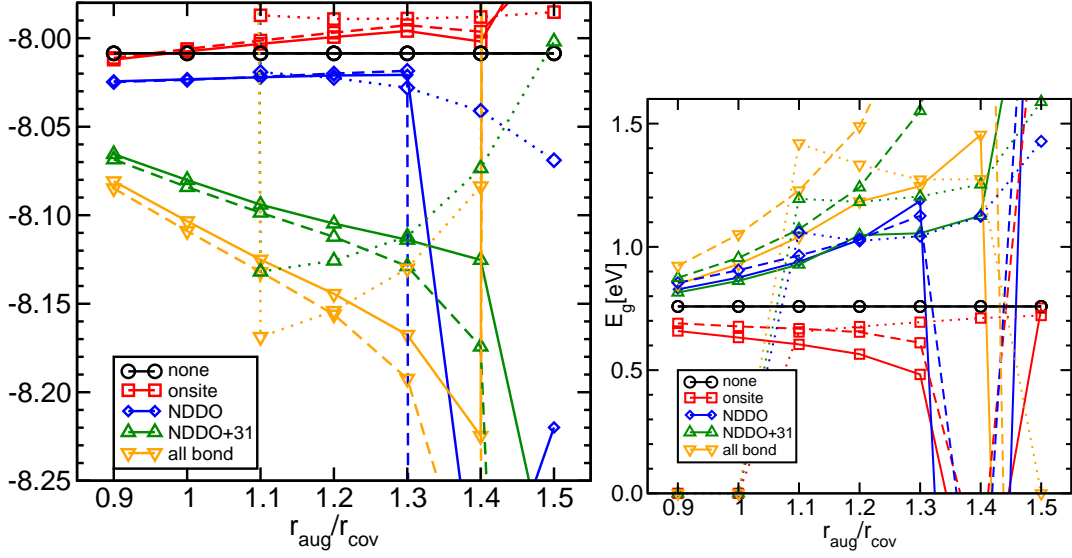 -8.00
-8.05
-8.10
-8.15
-8.20
-8.25
none
onsite
NDDO
NDDO+31
all bond
0.9 1 1.1 1.2 1.3 1.4 1.5
r_aug/r_cov
E_g[eV]
1.5
1.0
0.5
0.0
none
onsite
NDDO
NDDO+31
all bond
0.9 1 1.1 1.2 1.3 1.4 1.5
r_aug/r_cov